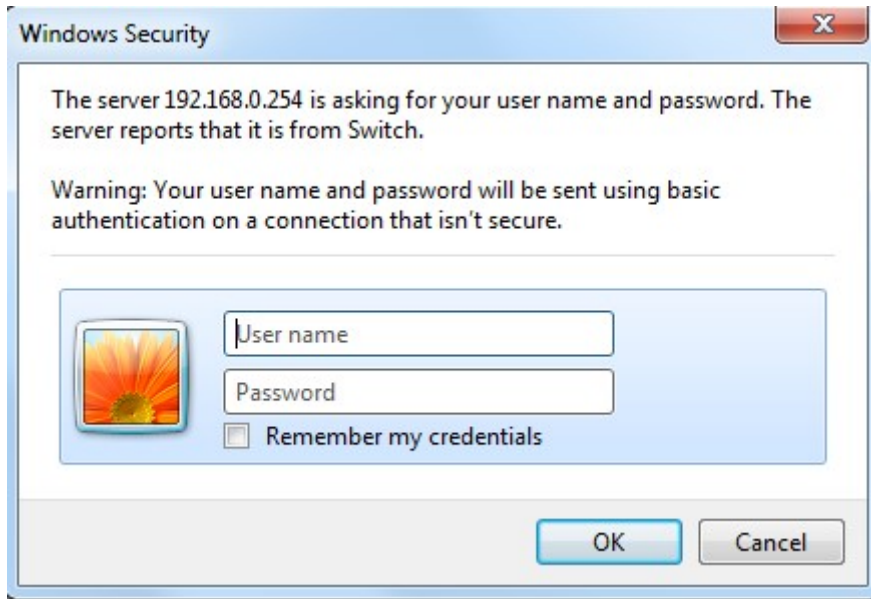 Windows Security
The server 192.168.0.254 is asking for your user name and password. The
server reports that it is from Switch.
Warning: Your user name and password will be sent using basic
authentication on a connection that isn't secure.
User name
Password
Remember my credentials
OK
Cancel